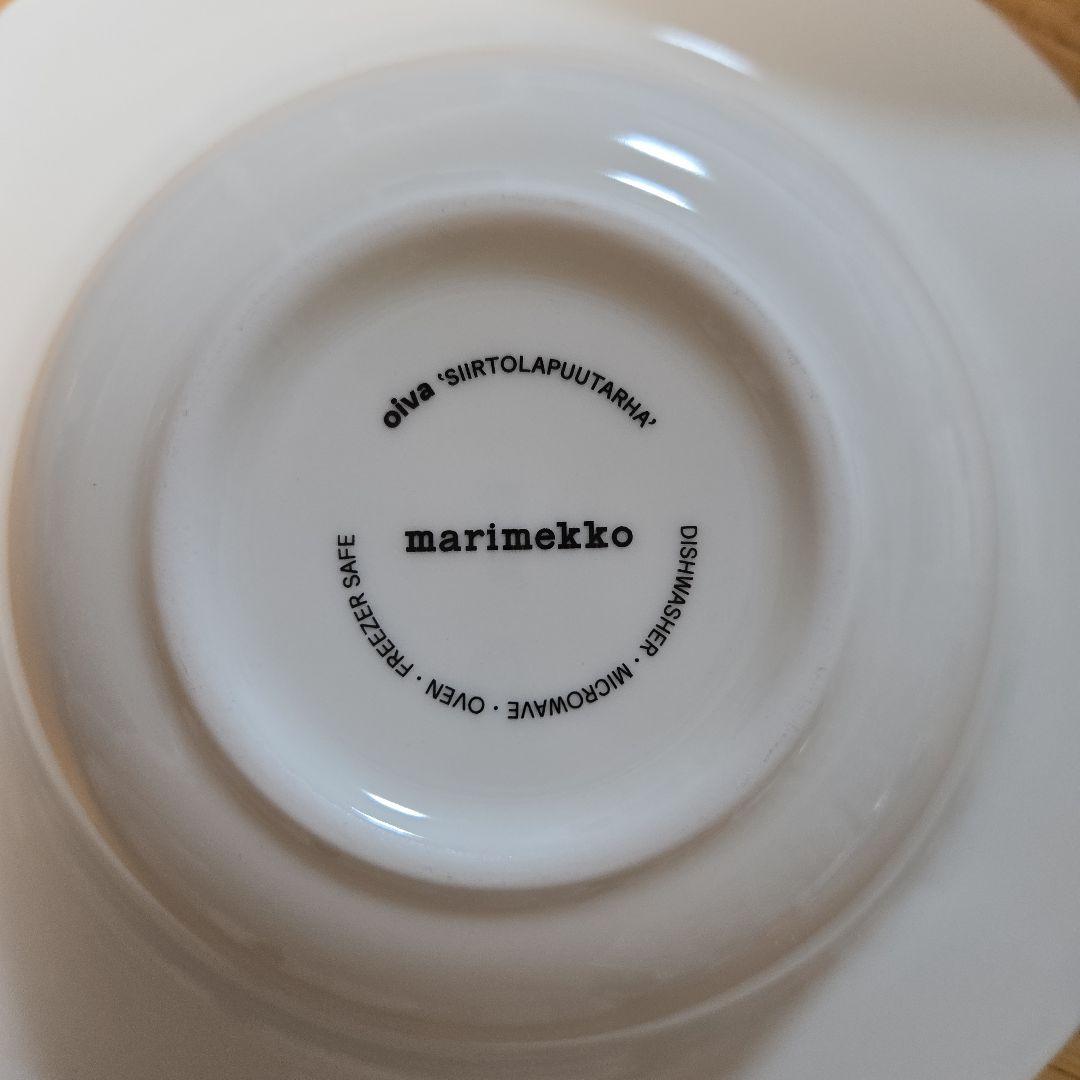 oiva ‘SIIRTOLAPUUTARHA’
marimekko
DISHWASHER · MICROWAVE · OVEN · FREEZER SAFE